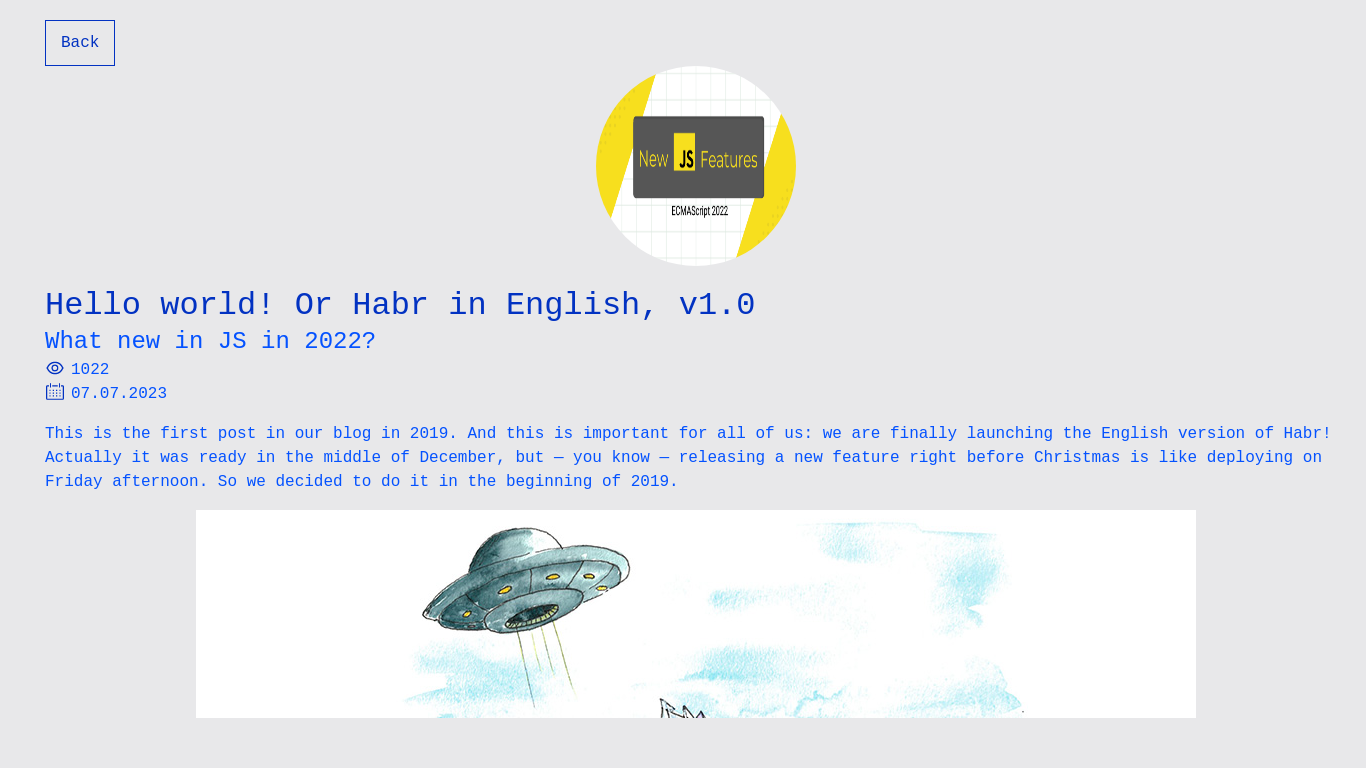 Back
New JS Features
ECMAScript 2022
Hello world! Or Habr in English, v1.0
What new in JS in 2022?
1022
07.07.2023
This is the first post in our blog in 2019. And this is important for all of us: we are finally launching the English version of Habr!
Actually it was ready in the middle of December, but — you know — releasing a new feature right before Christmas is like deploying on
Friday afternoon. So we decided to do it in the beginning of 2019.